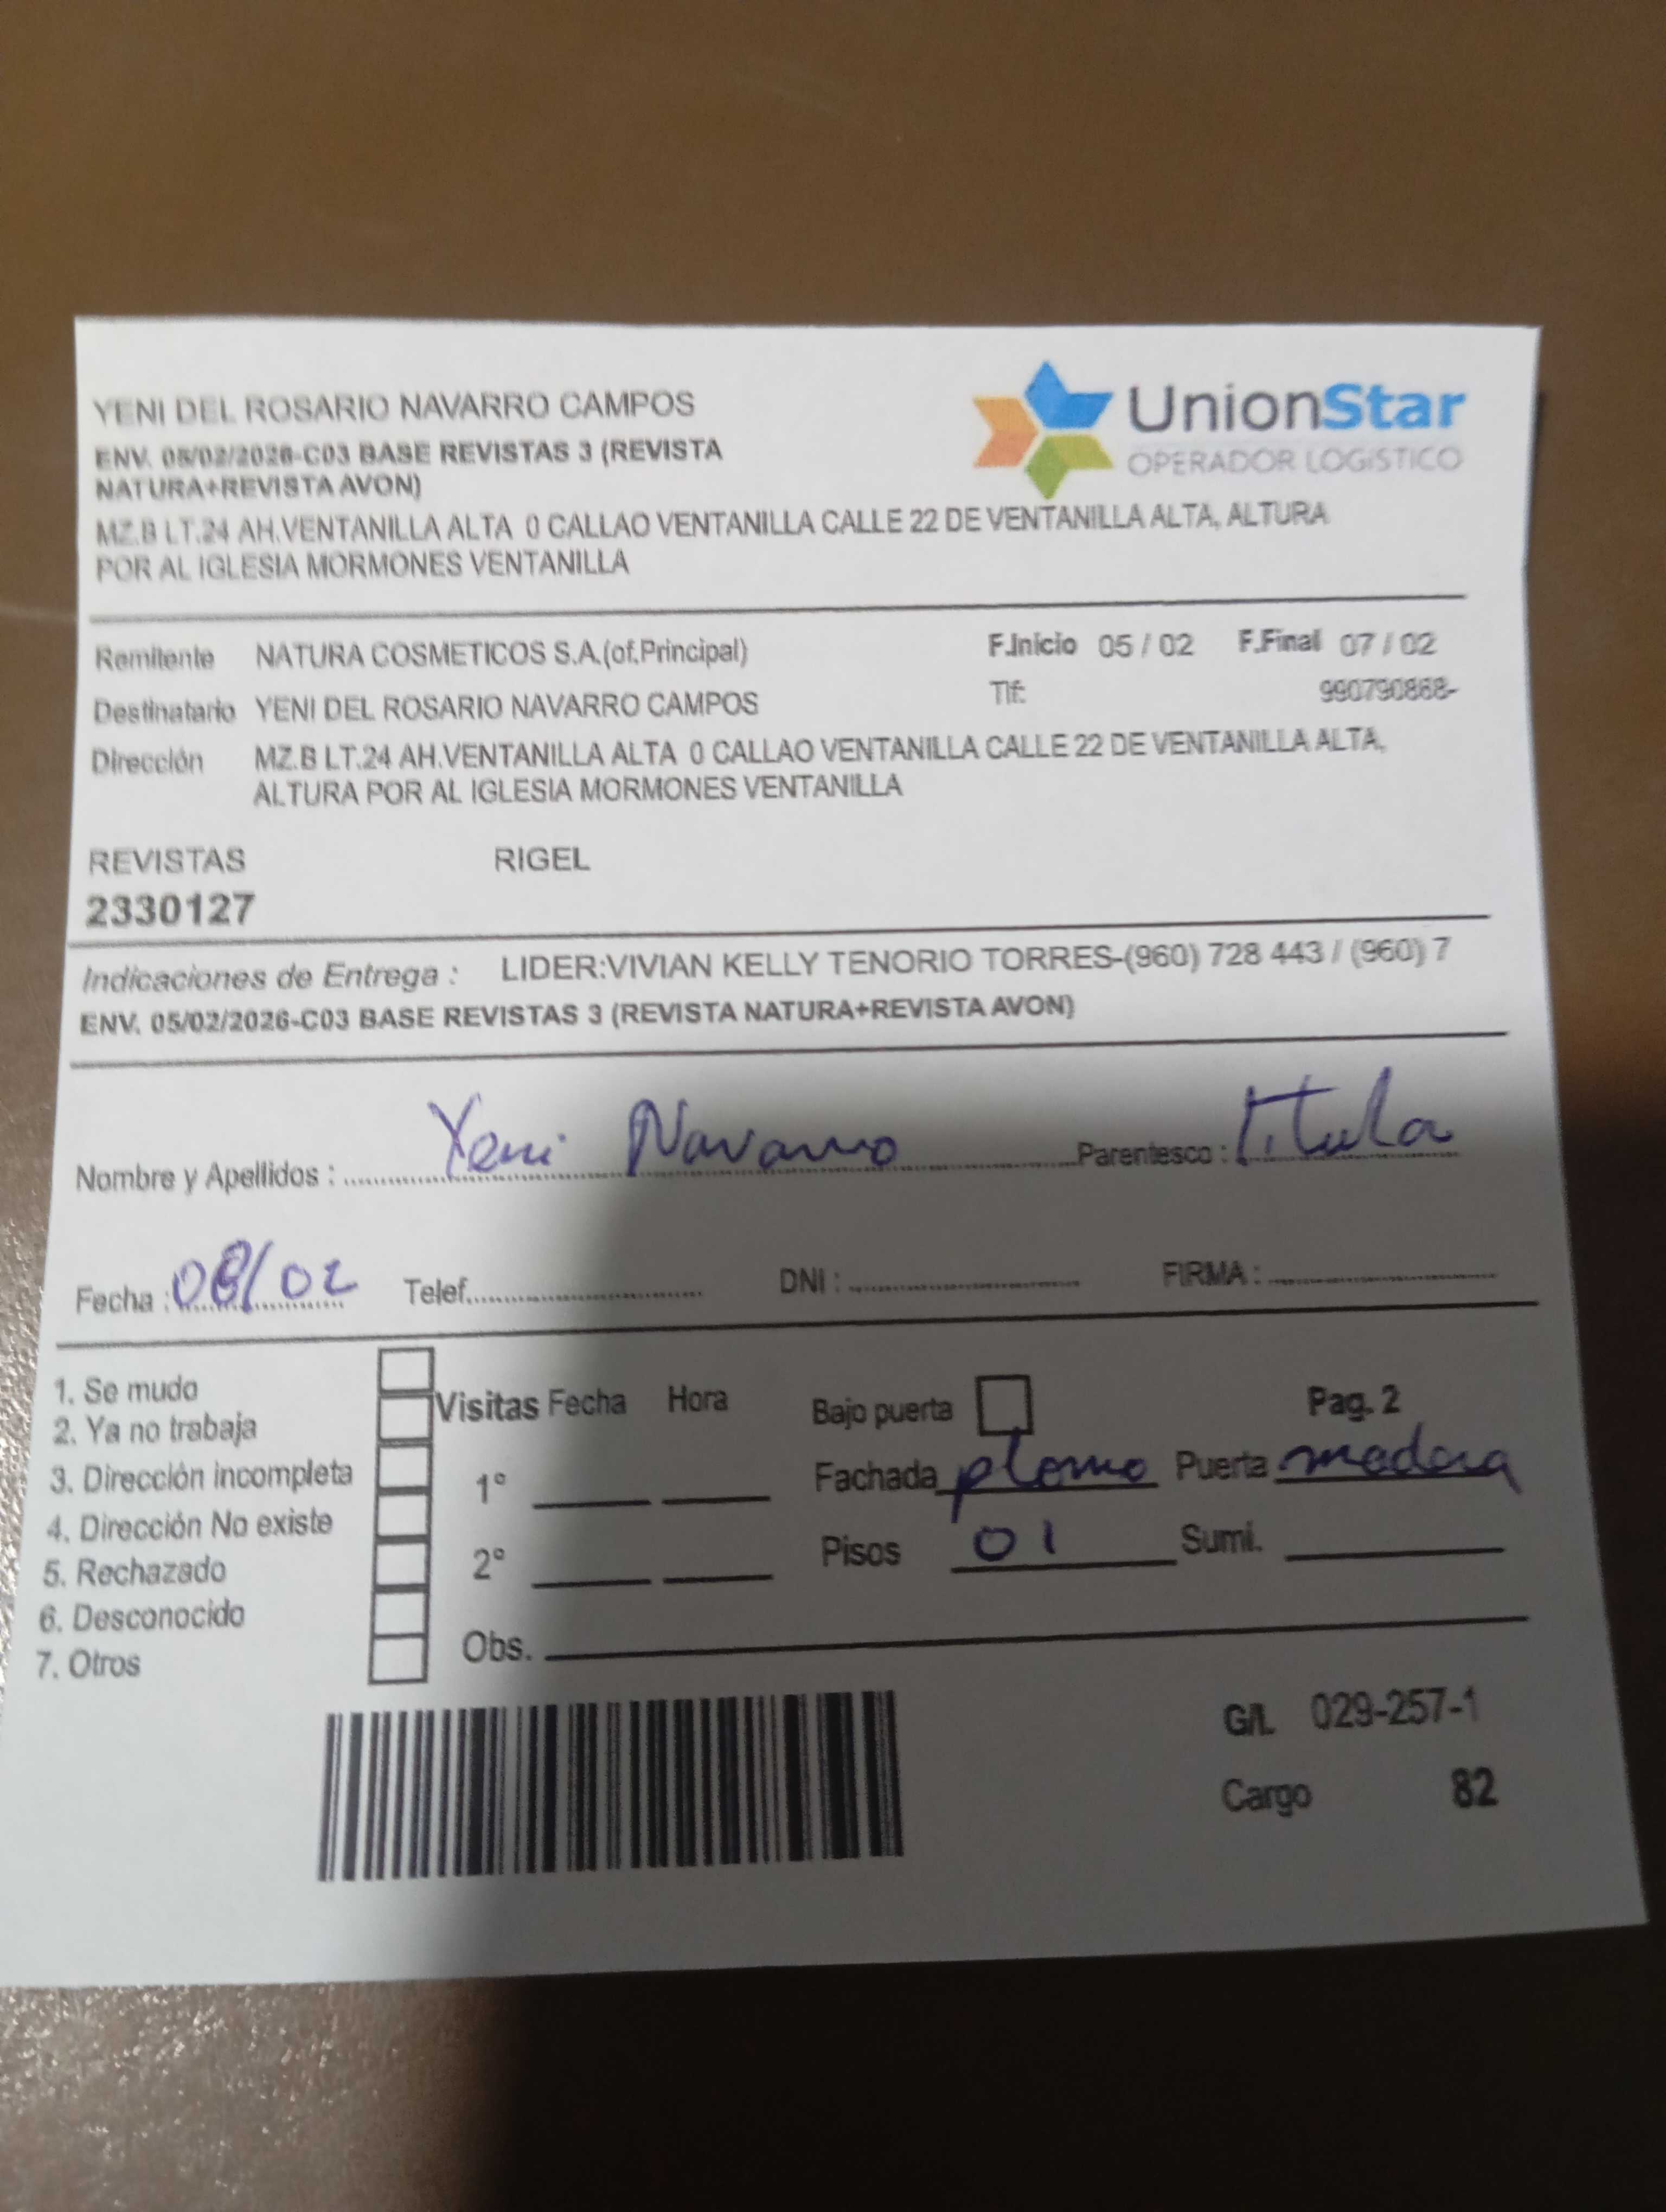 YENI DEL ROSARIO NAVARRO CAMPOS
UnionStar
OPERADOR LOGÍSTICO
ENV. 05/02/2026-C03 BASE REVISTAS 3 (REVISTA
NATURA+REVISTA AVON)
MZ.B LT.24 AH.VENTANILLA ALTA 0 CALLAO VENTANILLA CALLE 22 DE VENTANILLA ALTA, ALTURA
POR AL IGLESIA MORMONES VENTANILLA
Remitente NATURA COSMETICOS S.A.(of.Principal) F.Inicio 05 / 02 F.Final 07 / 02
Destinatario YENI DEL ROSARIO NAVARRO CAMPOS Tlf: 990790868-
Dirección MZ.B LT.24 AH.VENTANILLA ALTA 0 CALLAO VENTANILLA CALLE 22 DE VENTANILLA ALTA,
ALTURA POR AL IGLESIA MORMONES VENTANILLA
REVISTAS RIGEL
2330127
Indicaciones de Entrega : LIDER:VIVIAN KELLY TENORIO TORRES-(960) 728 443 / (960) 7
ENV. 05/02/2026-C03 BASE REVISTAS 3 (REVISTA NATURA+REVISTA AVON)
Nombre y Apellidos : Yeni Navarro Parentesco : Titula
Fecha : 08/02 Telef. DNI : FIRMA :
1. Se mudo
2. Ya no trabaja
3. Dirección incompleta
4. Dirección No existe
5. Rechazado
6. Desconocido
7. Otros
Visitas Fecha Hora
1°
2°
Obs.
Bajo puerta Pag. 2
Fachada plomo Puerta madera
Pisos 01 Sumi.
G/L 029-257-1
Cargo 82